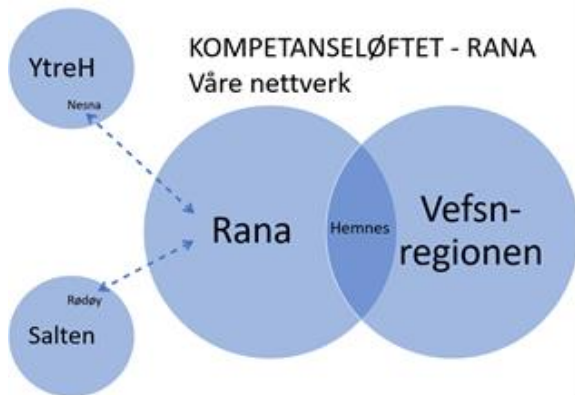 KOMPETANSELØFTET - RANA
Våre nettverk
YtreH
Nesna
Rana
Hemnes
Vefsn-
regionen
Rødøy
Salten